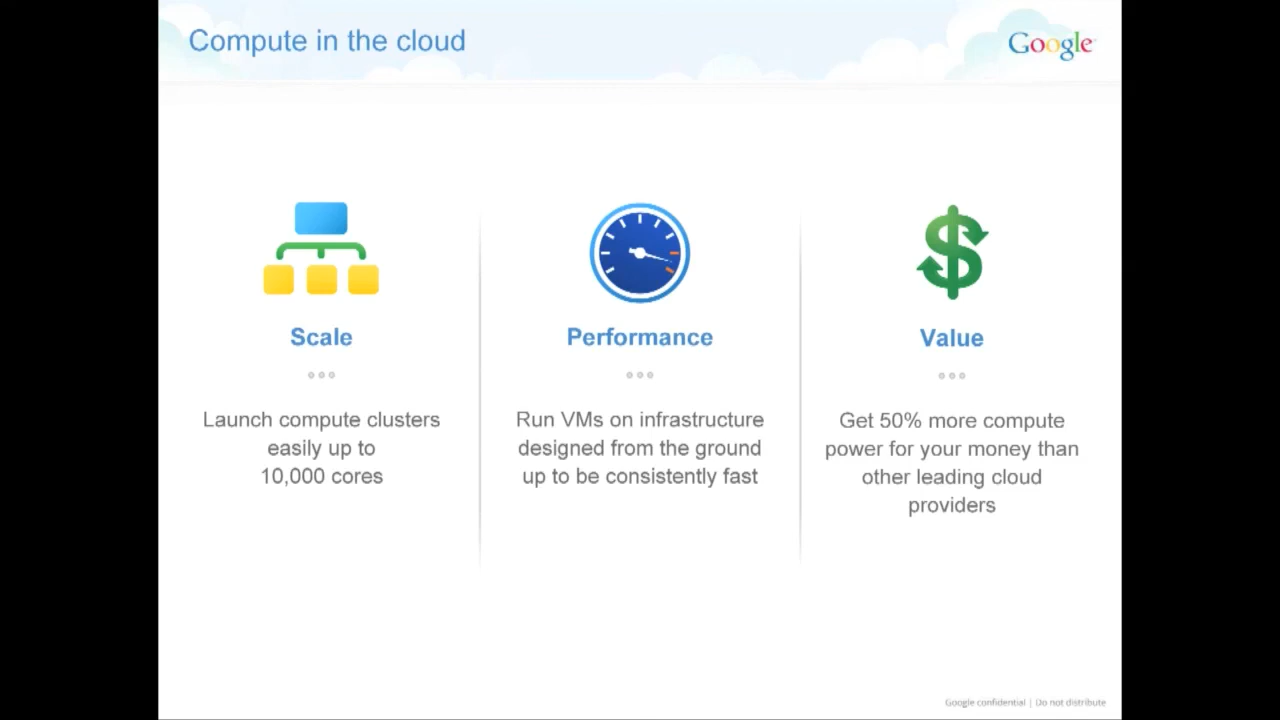 Compute in the cloud
Google
Scale
Launch compute clusters
easily up to
10,000 cores
Performance
Run VMs on infrastructure
designed from the ground
up to be consistently fast
Value
Get 50% more compute
power for your money than
other leading cloud
providers
Google confidential | Do not distribute